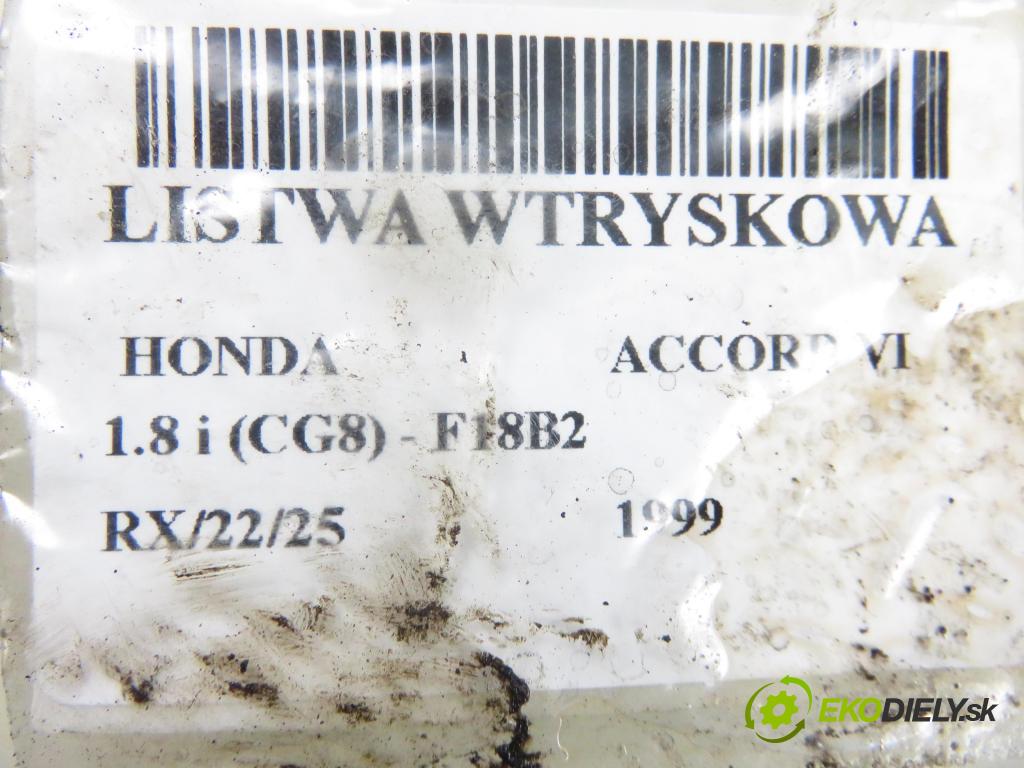 LISTWA WTRYSKOWA
HONDA ACCORD VI
1.8 i (CG8) - F18B2
RX/22/25 1999
EKODIELY.sk